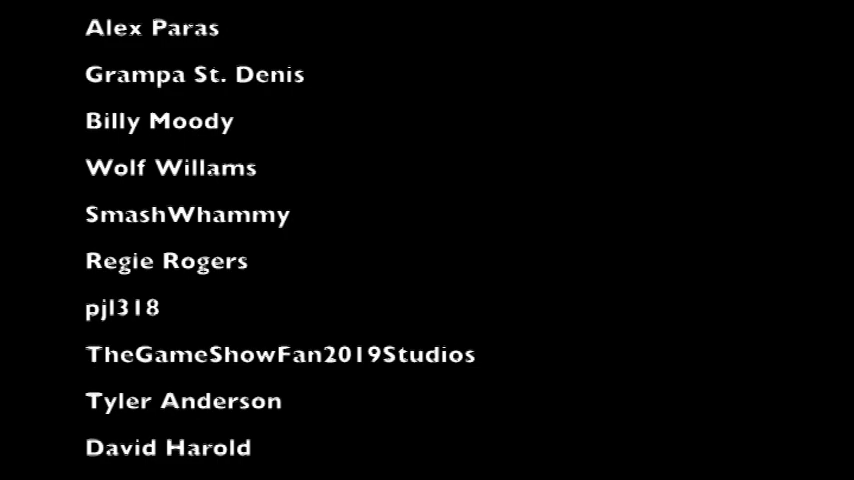 Alex Paras
Grampa St. Denis
Billy Moody
Wolf Willams
SmashWhammy
Regie Rogers
pjl318
TheGameShowFan2019Studios
Tyler Anderson
David Harold